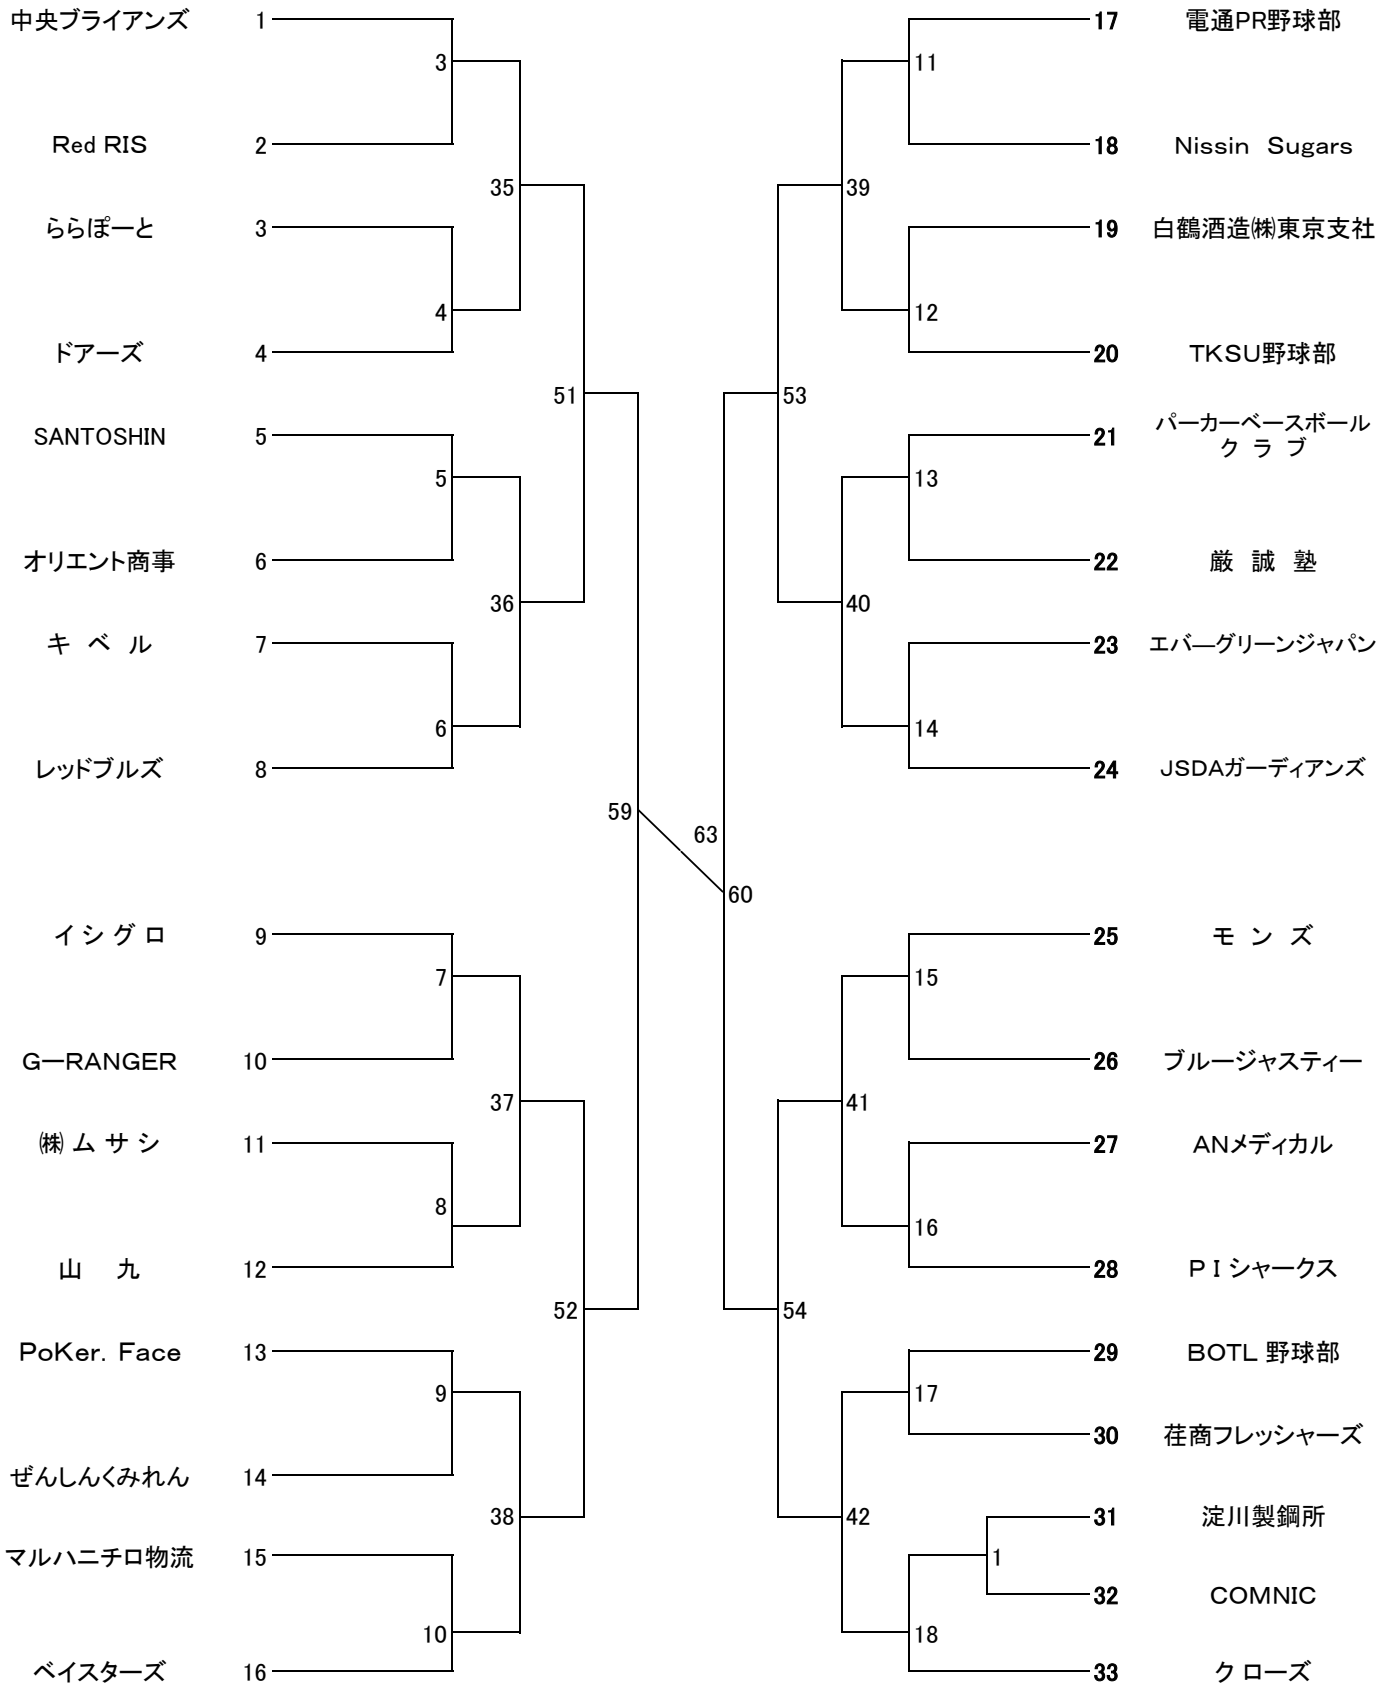 中央ブライアンズ 1
3
Red RIS 2
35
ららぽーと 3
4
ドアーズ 4
51
SANTOSHIN 5
5
オリエント商事 6
36
キ ベ ル 7
6
レッドブルズ 8
59
イ シ グ ロ 9
7
G－RANGER 10
37
㈱ ム サ シ 11
8
山 九 12
52
PoKer．Face 13
9
ぜんしんくみれん 14
38
マルハニチロ物流 15
10
ベイスターズ 16
63
60
17 電通PR野球部
11
18 Nissin Sugars
39
19 白鶴酒造㈱東京支社
12
20 TKSU野球部
53
21 パーカーベースボール
ク ラ ブ
13
22 厳 誠 塾
40
23 エバ―グリーンジャパン
14
24 JSDAガーディアンズ
25 モ ン ズ
15
26 ブルージャスティー
41
27 ANメディカル
16
28 P I シャークス
54
29 BOTL 野球部
17
30 荏商フレッシャーズ
42
31 淀川製鋼所
1
32 COMNIC
18
33 ク ローズ